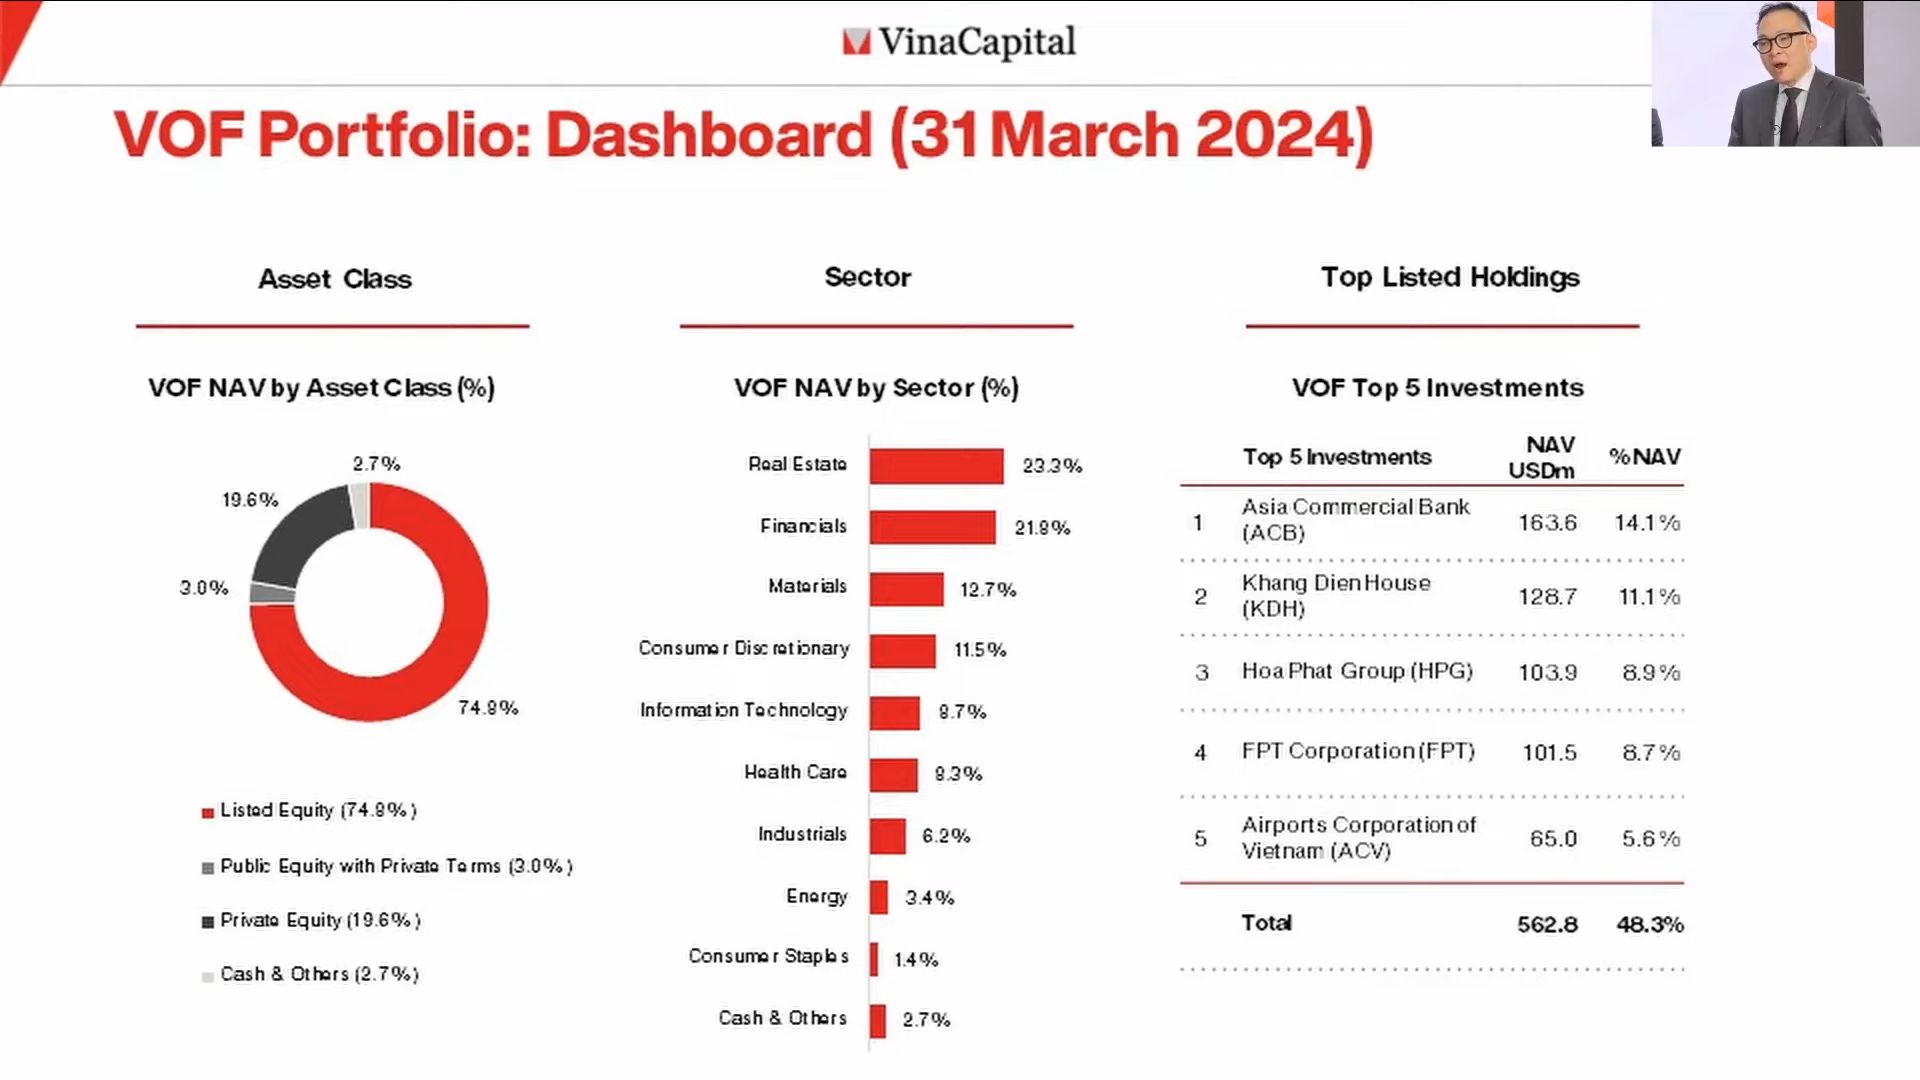 VinaCapital
VOF Portfolio: Dashboard (31 March 2024)
Asset Class
VOF NAV by Asset Class (%)
2.7%
19.6%
3.0%
74.8%
Listed Equity (74.8%)
Public Equity with Private Terms (3.0%)
Private Equity (19.6%)
Cash & Others (2.7%)
Sector
VOF NAV by Sector (%)
Real Estate 23.3%
Financials 21.8%
Materials 12.7%
Consumer Discretionary 11.5%
Information Technology 8.7%
Health Care 8.3%
Industrials 6.2%
Energy 3.4%
Consumer Staples 1.4%
Cash & Others 2.7%
Top Listed Holdings
VOF Top 5 Investments
Top 5 Investments NAV USDm %NAV
1 Asia Commercial Bank (ACB) 163.6 14.1%
2 Khang Dien House (KDH) 128.7 11.1%
3 Hoa Phat Group (HPG) 103.9 8.9%
4 FPT Corporation (FPT) 101.5 8.7%
5 Airports Corporation of Vietnam (ACV) 65.0 5.6%
Total 562.8 48.3%